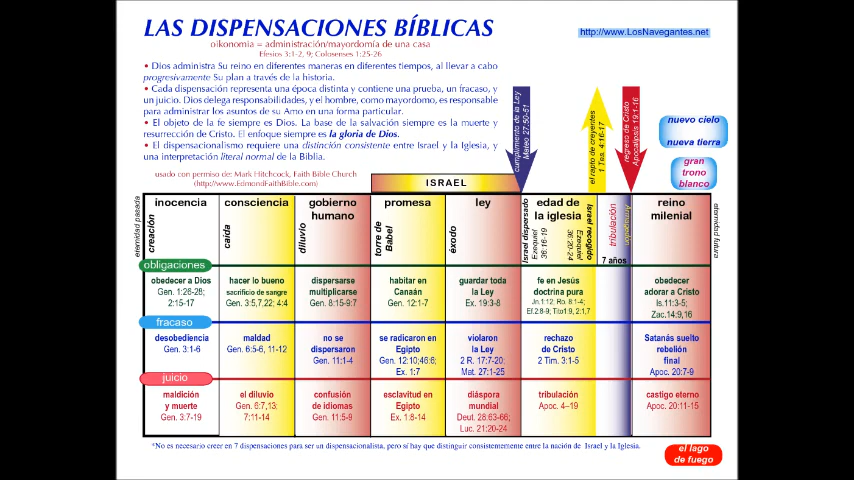 LAS DISPENSACIONES BÍBLICAS
http://www.LosNavegantes.net
oikonomia = administración/mayordomía de una casa
Efesios 3:1-2, 9; Colosenses 1:25-26
• Dios administra Su reino en diferentes maneras en diferentes tiempos, al llevar a cabo
progresivamente Su plan a través de la historia.
• Cada dispensación representa una época distinta y contiene una prueba, un fracaso, y
un juicio. Dios delega responsabilidades, y el hombre, como mayordomo, es responsable
para administrar los asuntos de su Amo en una forma particular.
• El objeto de la fe siempre es Dios. La base de la salvación siempre es la muerte y
resurrección de Cristo. El enfoque siempre es la gloria de Dios.
• El dispensacionalismo requiere una distinción consistente entre Israel y la Iglesia, y
una interpretación literal normal de la Biblia.
usado con permiso de: Mark Hitchcock, Faith Bible Church
(http://www.EdmondFaithBible.com)
ISRAEL
cumplimiento de la Ley
Mateo 27:50-51
el rapto de creyentes
1 Tes. 4:16-17
regreso de Cristo
Apocalipsis 19:1-16
nuevo cielo
nueva tierra
gran
trono
blanco
eternidad pasada
creación
inocencia
caída
consciencia
diluvio
gobierno
humano
torre de
Babel
promesa
éxodo
ley
Israel dispersado
Ezequiel
36:16-19
edad de
la iglesia
Israel recogido
Ezequiel
36:20-24
tribulación
Armagedón
7 años
reino
milenial
eternidad futura
obligaciones
obedecer a Dios
Gen. 1:26-28;
2:15-17
hacer lo bueno
sacrificio de sangre
Gen. 3:5,7,22; 4:4
dispersarse
multiplicarse
Gen. 8:15-9:7
habitar en
Canaán
Gen. 12:1-7
guardar toda
la Ley
Ex. 19:3-8
fe en Jesús
doctrina pura
Jn.1:12; Ro. 8:1-4;
Ef.2:8-9; Tito1:9, 2:1,7
obedecer
adorar a Cristo
Is.11:3-5;
Zac.14:9,16
fracaso
desobediencia
Gen. 3:1-6
maldad
Gen. 6:5-6, 11-12
no se
dispersaron
Gen. 11:1-4
se radicaron en
Egipto
Gen. 12:10;46:6;
Ex. 1:7
violaron
la Ley
2 R. 17:7-20;
Mat. 27:1-25
rechazo
de Cristo
2 Tim. 3:1-5
Satanás suelto
rebelión
final
Apoc. 20:7-9
juicio
maldición
y muerte
Gen. 3:7-19
el diluvio
Gen. 6:7,13;
7:11-14
confusión
de idiomas
Gen. 11:5-9
esclavitud en
Egipto
Ex. 1:8-14
diáspora
mundial
Deut. 28:63-66;
Luc. 21:20-24
tribulación
Apoc. 4–19
castigo eterno
Apoc. 20:11-15
*No es necesario creer en 7 dispensaciones para ser un dispensacionalista, pero sí hay que distinguir consistemente entre la nación de Israel y la Iglesia.
el lago
de fuego